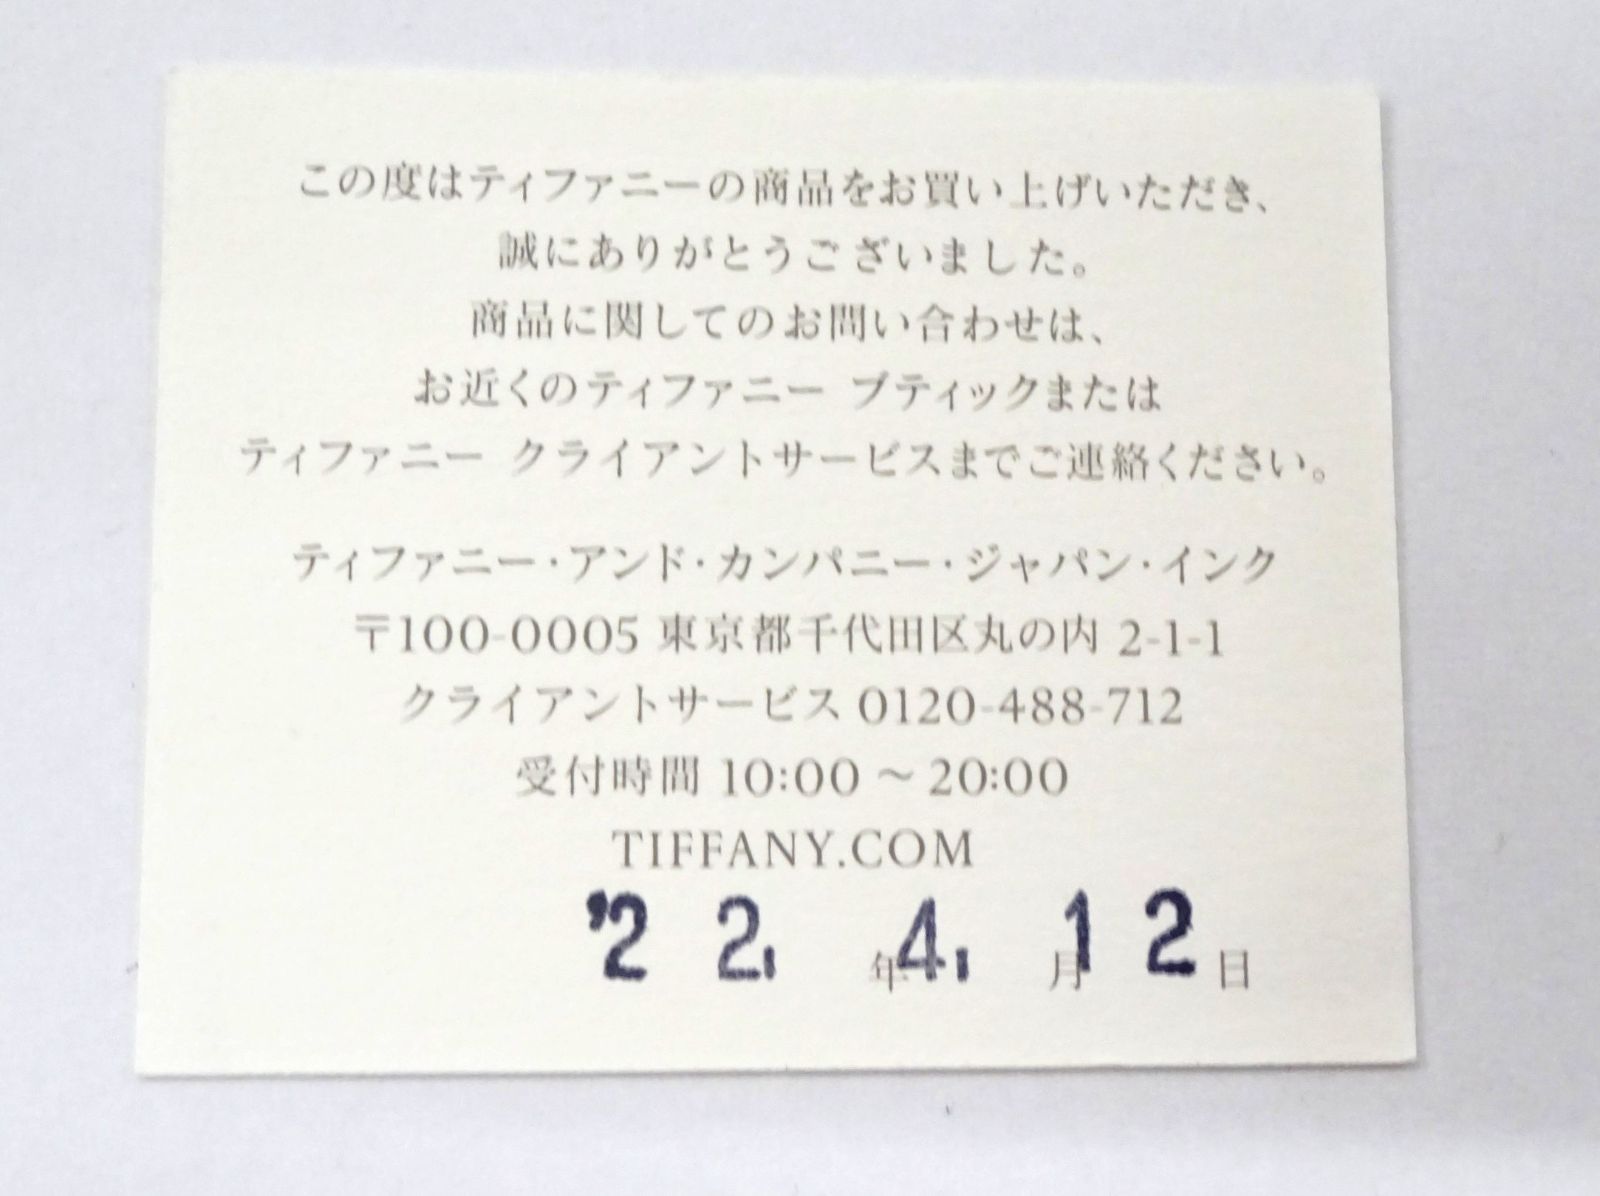 この度はティファニーの商品をお買い上げいただき、
誠にありがとうございました。
商品に関してのお問い合わせは、
お近くのティファニー ブティックまたは
ティファニー クライアントサービスまでご連絡ください。
ティファニー・アンド・カンパニー・ジャパン・インク
〒100-0005 東京都千代田区丸の内 2-1-1
クライアントサービス 0120-488-712
受付時間 10:00 ～ 20:00
TIFFANY.COM
'22. 年 4. 月 12 日